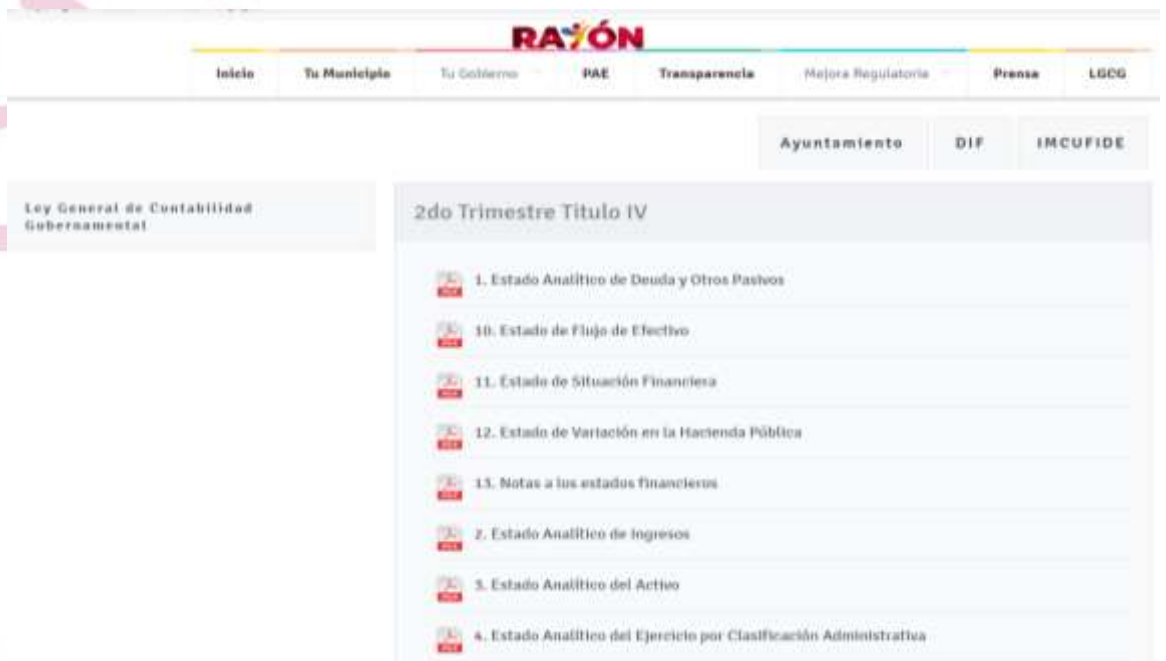 RAYÓN
Inicio Tu Municipio Tu Gobierno PAE Transparencia Mejora Regulatoria Prensa LGCG
Ayuntamiento DIF IMCUFIDE
Ley General de Contabilidad
Gubernamental
2do Trimestre Titulo IV
1. Estado Analítico de Deuda y Otros Pasivos
10. Estado de Flujo de Efectivo
11. Estado de Situación Financiera
12. Estado de Variación en la Hacienda Pública
13. Notas a los estados financieros
2. Estado Analítico de Ingresos
3. Estado Analítico del Activo
4. Estado Analítico del Ejercicio por Clasificación Administrativa